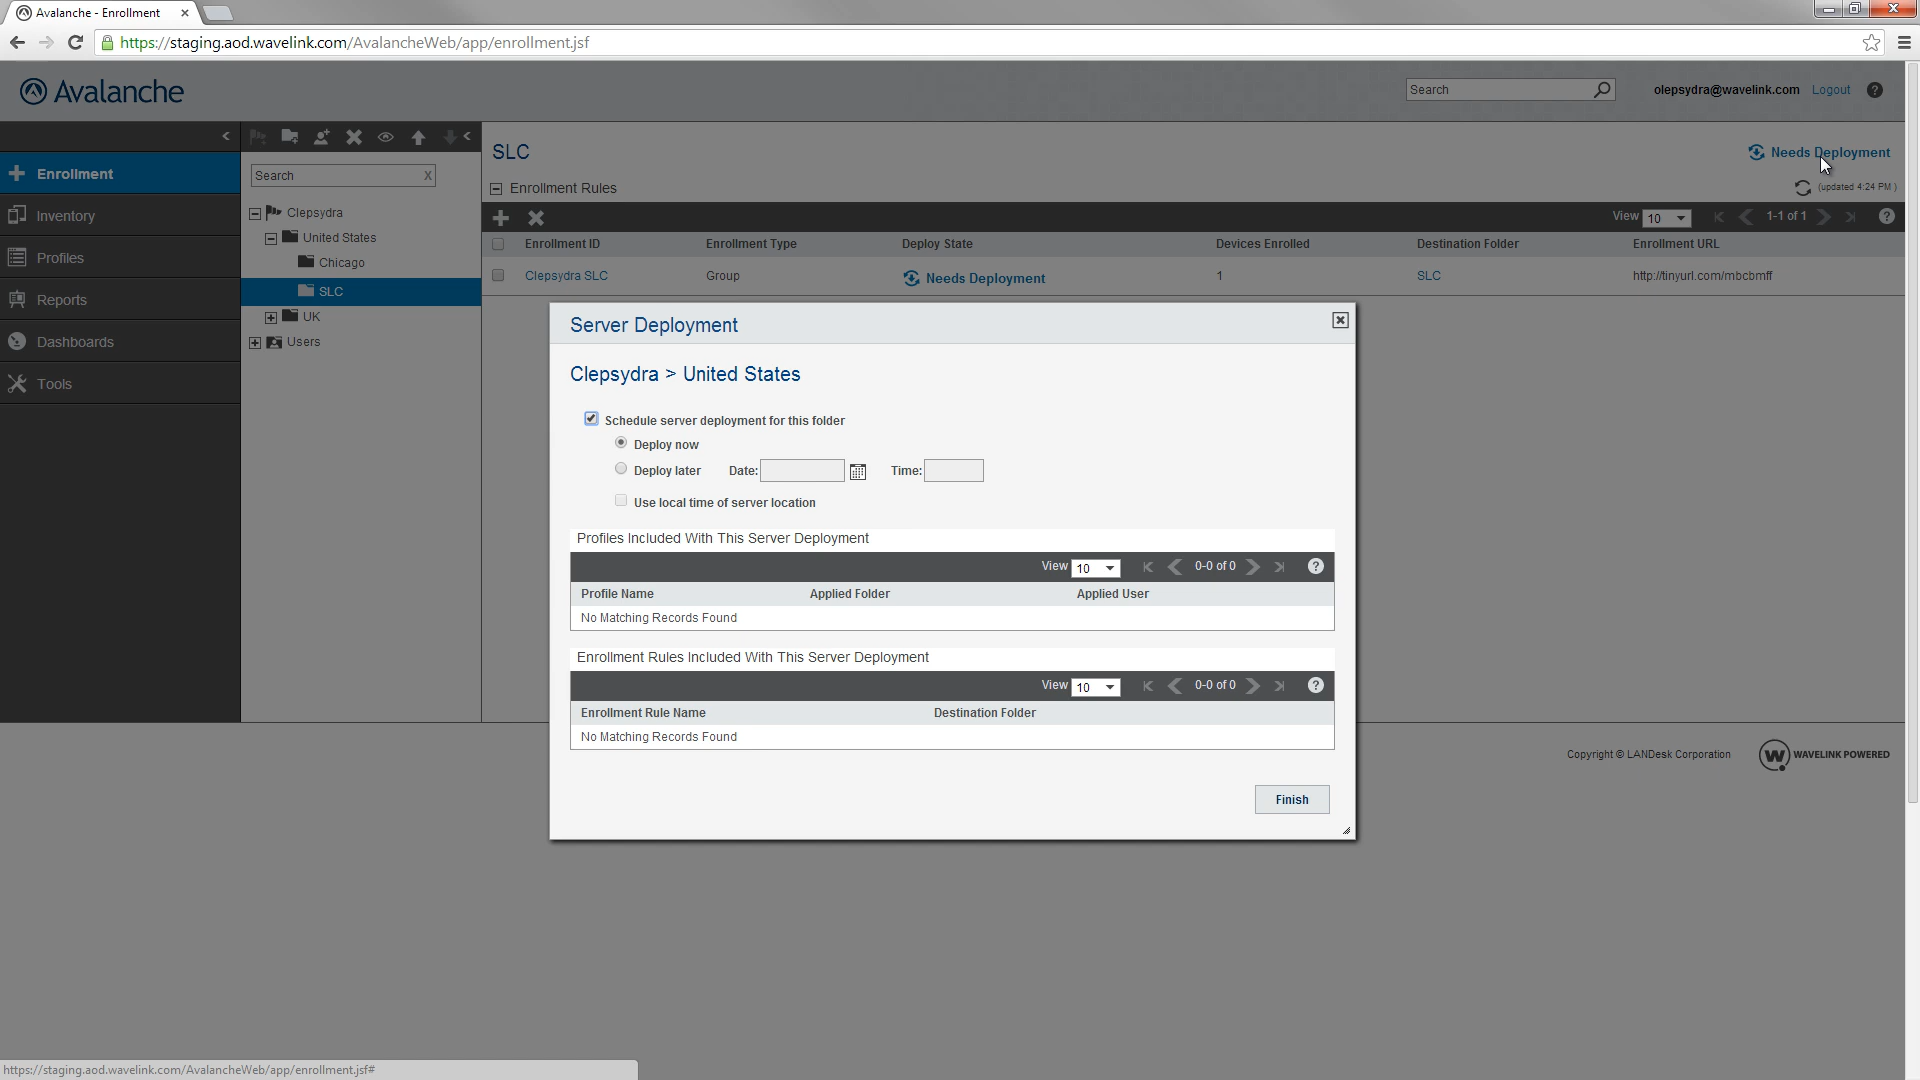 Avalanche - Enrollment
https://staging.aod.wavelink.com/AvalancheWeb/app/enrollment.jsf
Avalanche
Search
olepsydra@wavelink.com Logout ?
Enrollment
Inventory
Profiles
Reports
Dashboards
Tools
Search X
Clepsydra
United States
Chicago
SLC
UK
Users
SLC
Needs Deployment
Enrollment Rules
(updated 4:24 PM )
View 10 1-1 of 1 ?
Enrollment ID Enrollment Type Deploy State Devices Enrolled Destination Folder Enrollment URL
Clepsydra SLC Group Needs Deployment 1 SLC http://tinyurl.com/mbcbmff
Server Deployment
Clepsydra > United States
Schedule server deployment for this folder
Deploy now
Deploy later Date: Time:
Use local time of server location
Profiles Included With This Server Deployment
View 10 0-0 of 0 ?
Profile Name Applied Folder Applied User
No Matching Records Found
Enrollment Rules Included With This Server Deployment
View 10 0-0 of 0 ?
Enrollment Rule Name Destination Folder
No Matching Records Found
Finish
Copyright © LANDesk Corporation
W WAVELINK POWERED
https://staging.aod.wavelink.com/AvalancheWeb/app/enrollment.jsf#